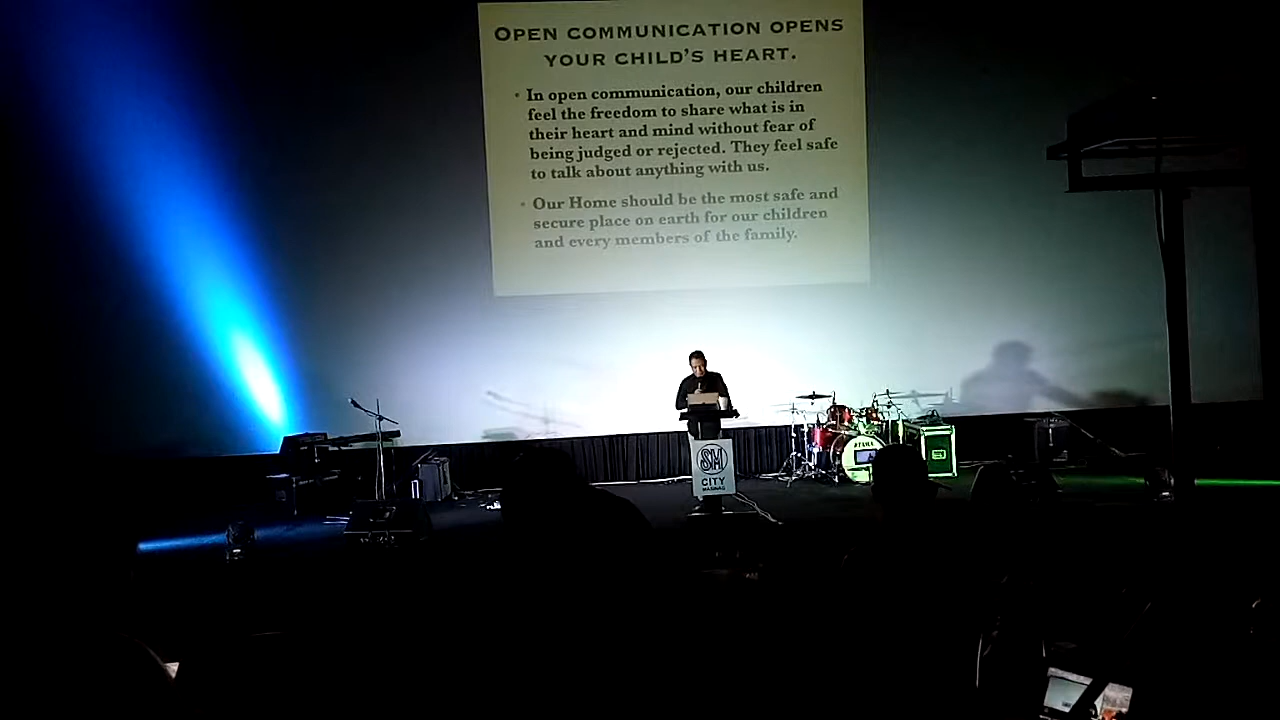 OPEN COMMUNICATION OPENS
YOUR CHILD'S HEART.
• In open communication, our children
feel the freedom to share what is in
their heart and mind without fear of
being judged or rejected. They feel safe
to talk about anything with us.
• Our Home should be the most safe and
secure place on earth for our children
and every members of the family.
TAMA
SM
CITY
MASINAG